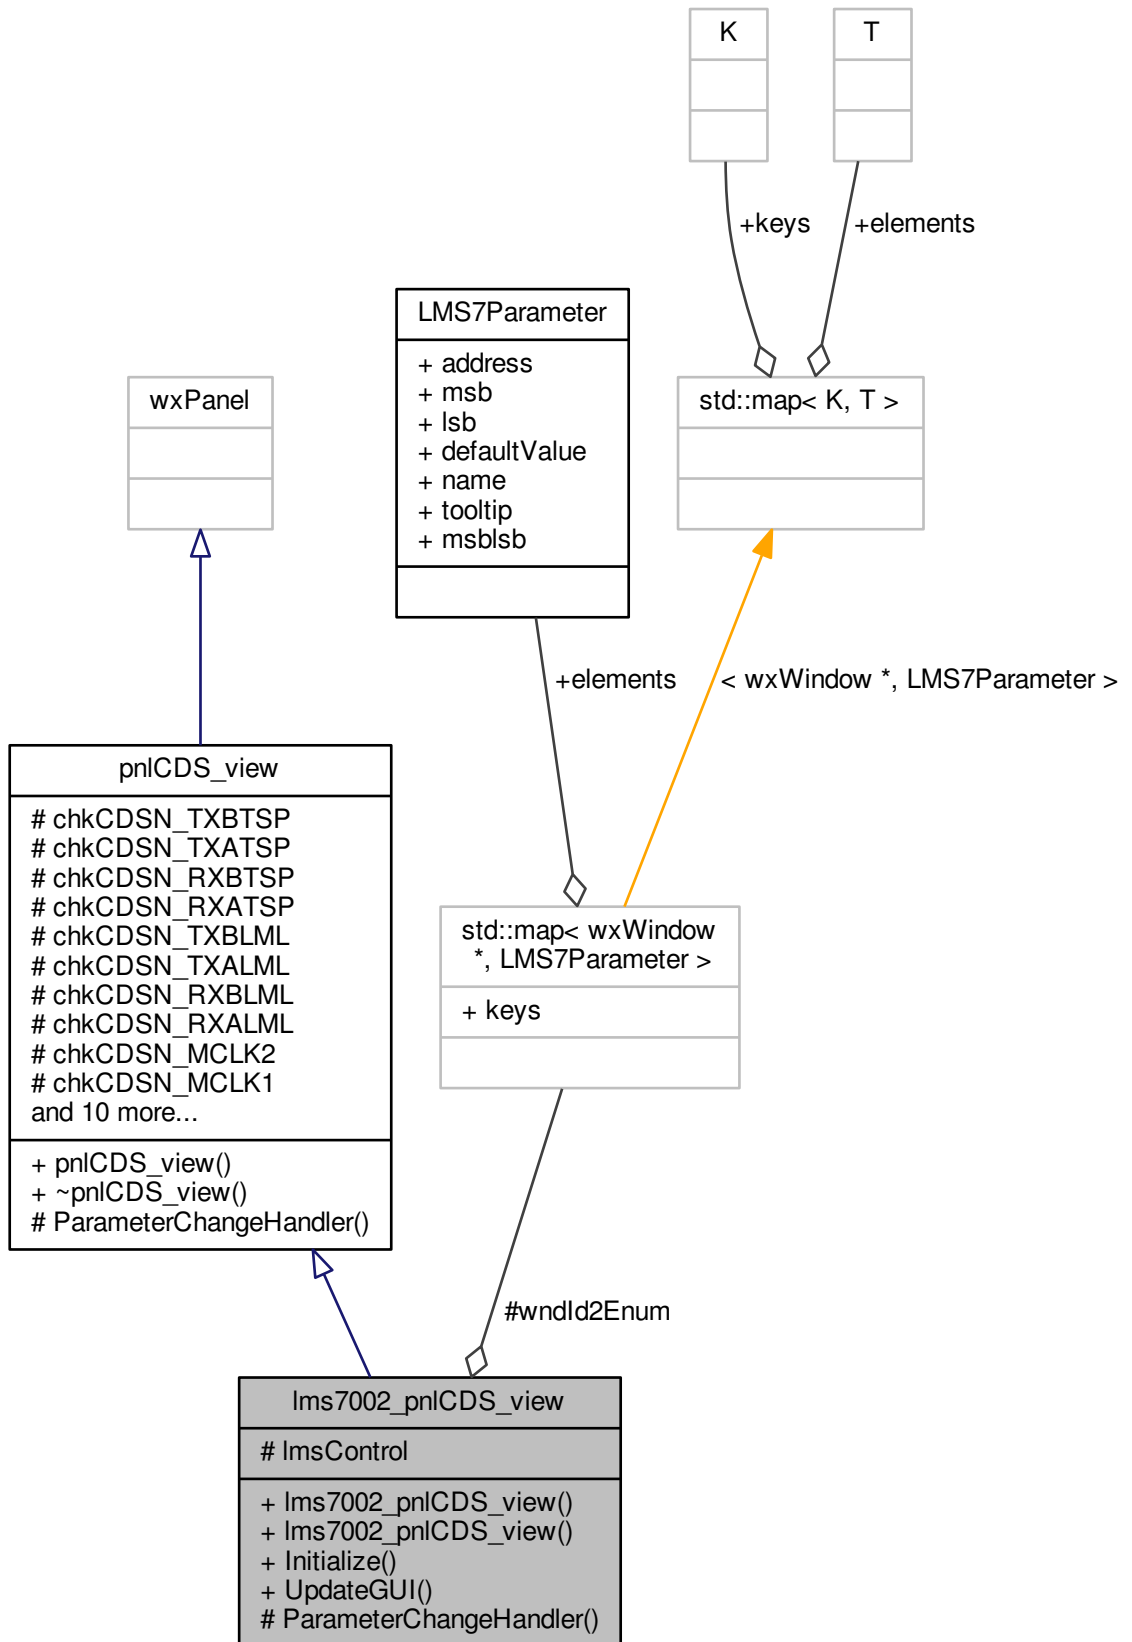 K
T
+keys
+elements
LMS7Parameter
+ address
+ msb
+ lsb
+ defaultValue
+ name
+ tooltip
+ msblsb
wxPanel
std::map< K, T >
+elements
< wxWindow *, LMS7Parameter >
pnlCDS_view
# chkCDSN_TXBTSP
# chkCDSN_TXATSP
# chkCDSN_RXBTSP
# chkCDSN_RXATSP
# chkCDSN_TXBLML
# chkCDSN_TXALML
# chkCDSN_RXBLML
# chkCDSN_RXALML
# chkCDSN_MCLK2
# chkCDSN_MCLK1
and 10 more...
+ pnlCDS_view()
+ ~pnlCDS_view()
# ParameterChangeHandler()
std::map< wxWindow
*, LMS7Parameter >
+ keys
#wndId2Enum
lms7002_pnlCDS_view
# lmsControl
+ lms7002_pnlCDS_view()
+ lms7002_pnlCDS_view()
+ Initialize()
+ UpdateGUI()
# ParameterChangeHandler()